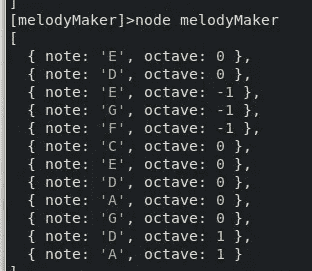 ]
[melodyMaker]>node melodyMaker
[
  { note: 'E', octave: 0 },
  { note: 'D', octave: 0 },
  { note: 'E', octave: -1 },
  { note: 'G', octave: -1 },
  { note: 'F', octave: -1 },
  { note: 'C', octave: 0 },
  { note: 'E', octave: 0 },
  { note: 'D', octave: 0 },
  { note: 'A', octave: 0 },
  { note: 'G', octave: 0 },
  { note: 'D', octave: 1 },
  { note: 'A', octave: 1 }
]